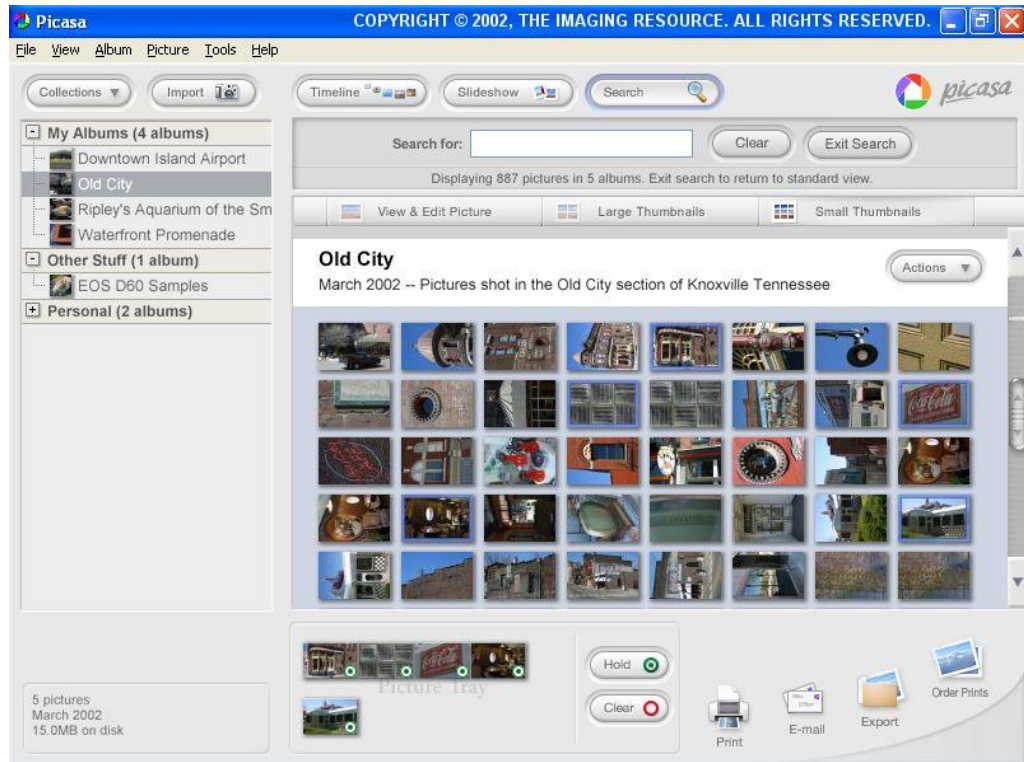 Picasa
COPYRIGHT © 2002, THE IMAGING RESOURCE. ALL RIGHTS RESERVED.
File View Album Picture Tools Help
Collections
Import
Timeline
Slideshow
Search
picasa
My Albums (4 albums)
Downtown Island Airport
Old City
Ripley's Aquarium of the Sm
Waterfront Promenade
Other Stuff (1 album)
EOS D60 Samples
Personal (2 albums)
Search for:
Clear
Exit Search
Displaying 887 pictures in 5 albums. Exit search to return to standard view.
View & Edit Picture
Large Thumbnails
Small Thumbnails
Old City
Actions
March 2002 -- Pictures shot in the Old City section of Knoxville Tennessee
Coca-Cola
Picture Tray
Hold
Clear
5 pictures
March 2002
15.0MB on disk
Print
E-mail
Export
Order Prints